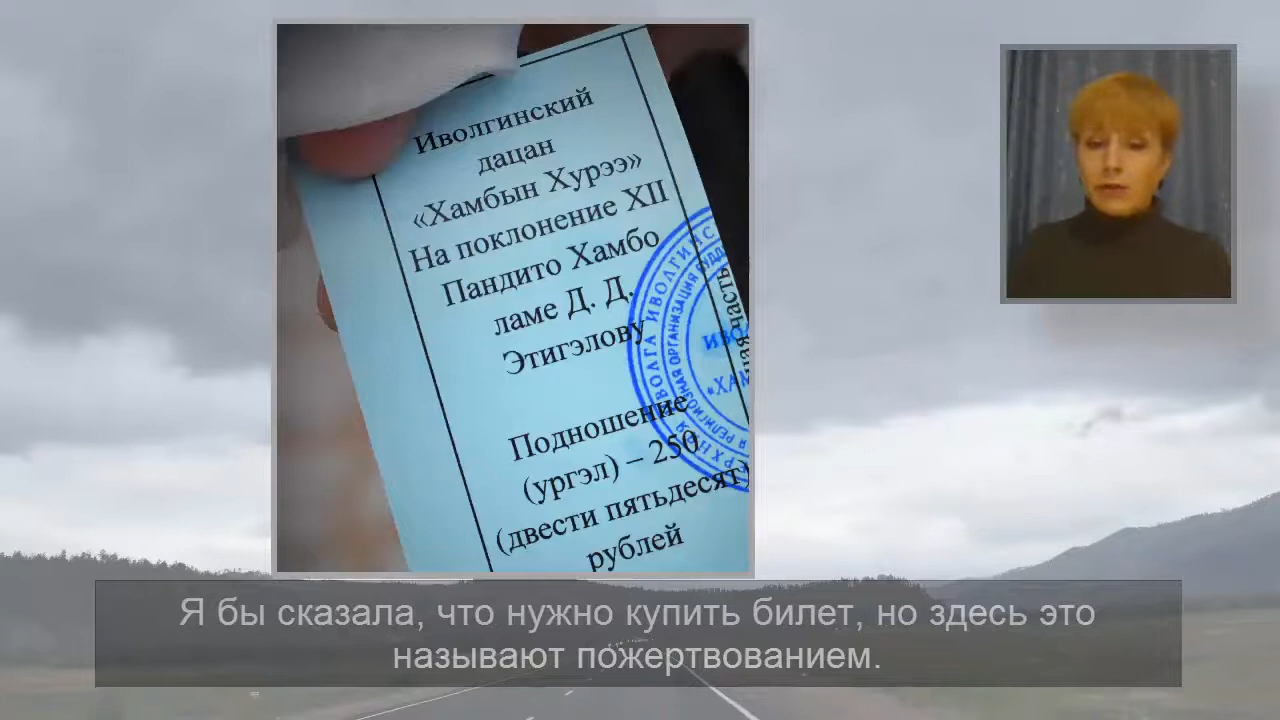 Иволгинский
дацан
«Хамбын Хурээ»
На поклонение XII
Пандито Хамбо
ламе Д. Д.
Этигэлову
Подношение
(ургэл) – 250
(двести пятьдесят)
рублей
Я бы сказала, что нужно купить билет, но здесь это
называют пожертвованием.